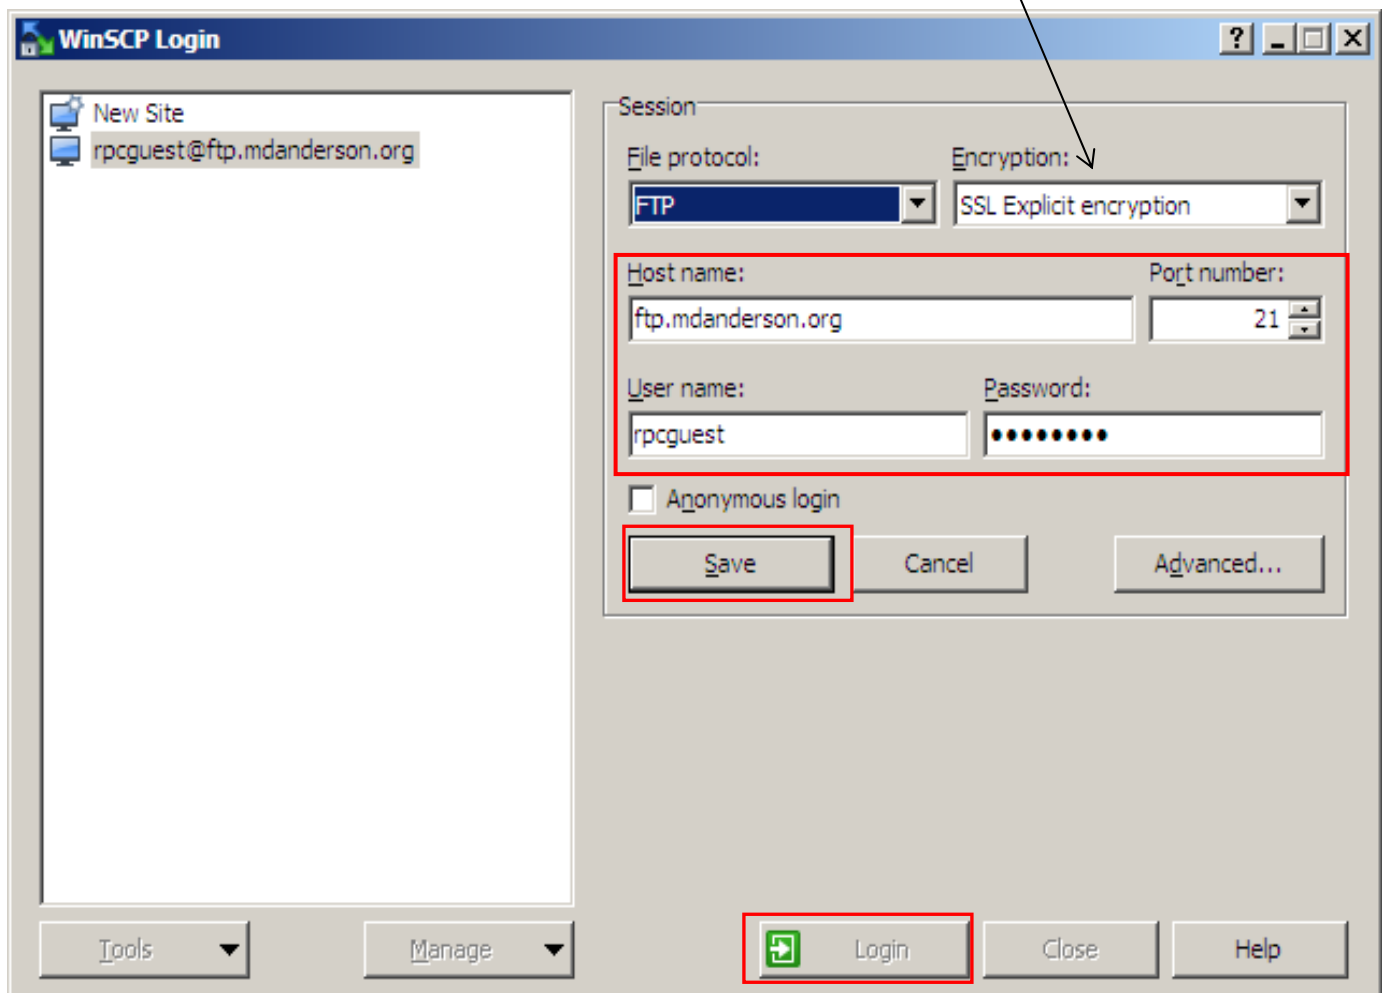 WinSCP Login
New Site
rpcguest@ftp.mdanderson.org
Session
File protocol: Encryption:
FTP SSL Explicit encryption
Host name: Port number:
ftp.mdanderson.org 21
User name: Password:
rpcguest ••••••••
Anonymous login
Save Cancel Advanced...
Tools Manage Login Close Help